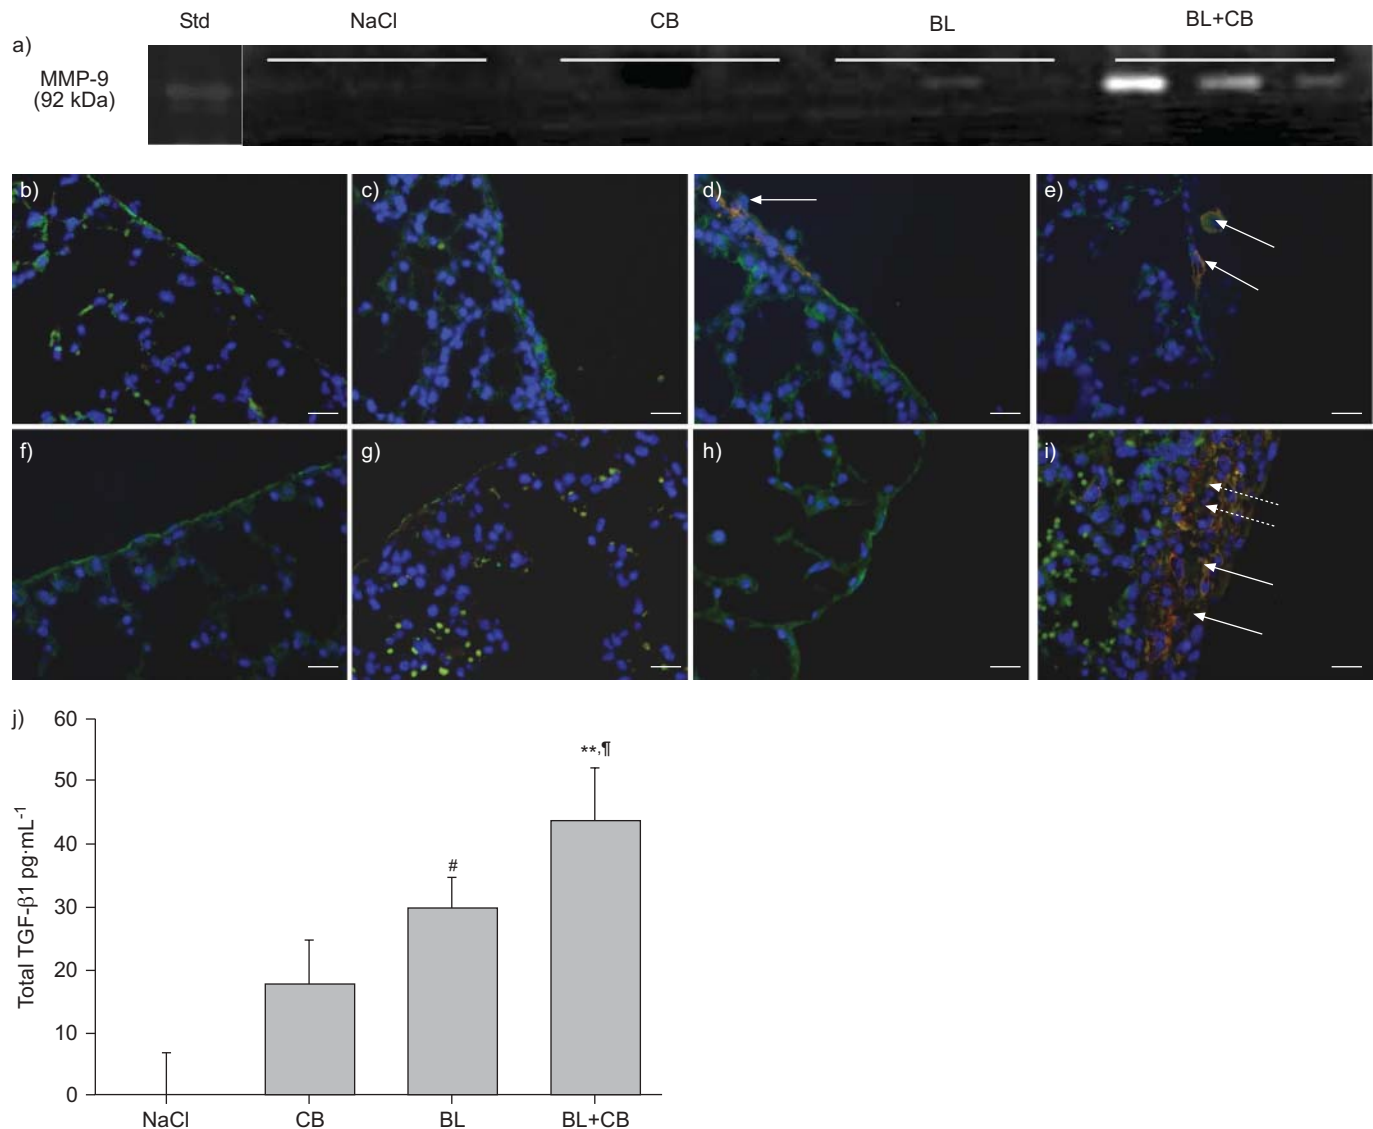 Std NaCl CB BL BL+CB
a)
MMP-9
(92 kDa)
b) c) d) e)
f) g) h) i)
j)
60
50
40
30
20
10
0
Total TGF-β1 pg·mL-1
#
**,¶
NaCl CB BL BL+CB